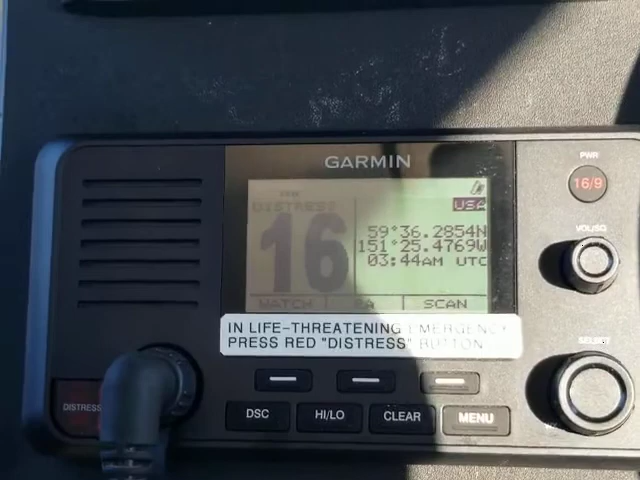 GARMIN
PWR
16/9
USA
DISTRESS
59°36.2854N
151°25.4769W
03:44AM UTC
16
VOL/SQ
WATCH PA SCAN
IN LIFE-THREATENING EMERGENCY
PRESS RED "DISTRESS" BUTTON
SELECT
DISTRESS
DSC HI/LO CLEAR MENU